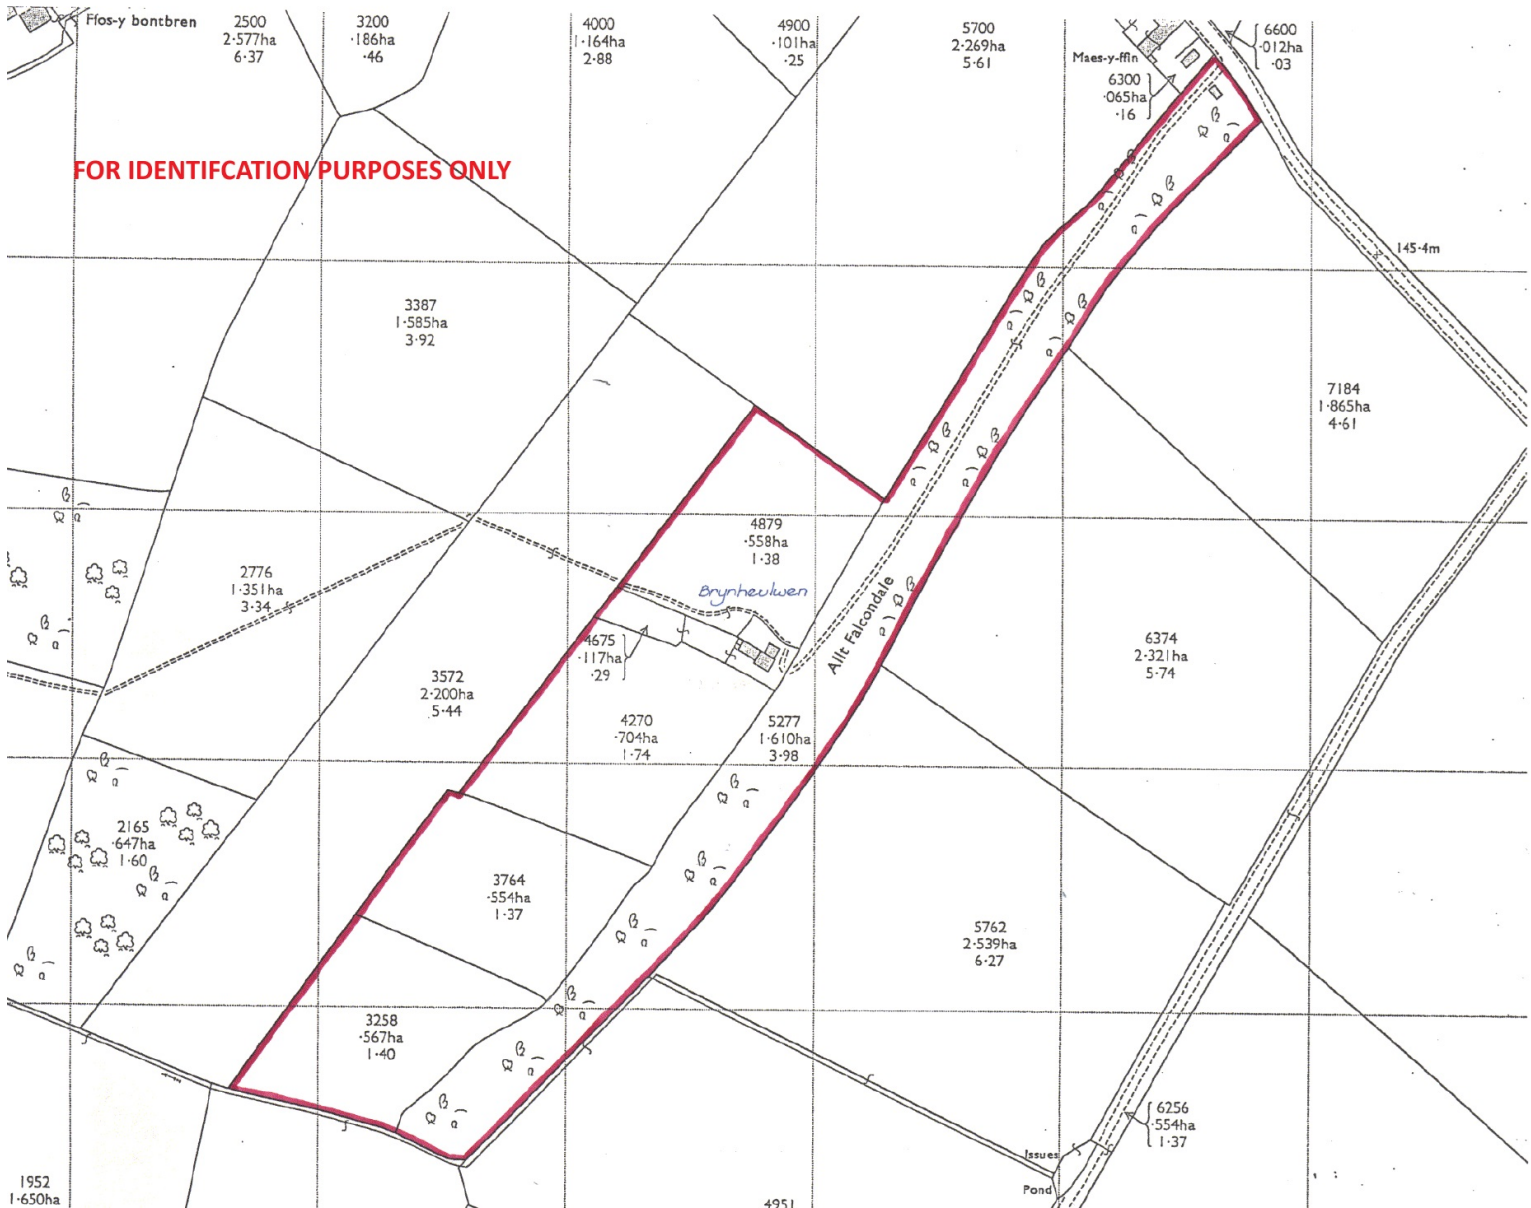 Ffos-y bontbren
2500
2·577ha
6·37
3200
·186ha
·46
4000
1·164ha
2·88
4900
·101ha
·25
5700
2·269ha
5·61
6600
·012ha
·03
Maes-y-ffin
6300
·065ha
·16
FOR IDENTIFCATION PURPOSES ONLY
145·4m
3387
1·585ha
3·92
7184
1·865ha
4·61
4879
·558ha
1·38
2776
1·351ha
3·34
Brynheulwen
Allt Falcondale
4675
·117ha
·29
6374
2·321ha
5·74
3572
2·200ha
5·44
4270
·704ha
1·74
5277
1·610ha
3·98
2165
·647ha
1·60
3764
·554ha
1·37
5762
2·539ha
6·27
3258
·567ha
1·40
6256
·554ha
1·37
Issues
Pond
1952
1·650ha
4951